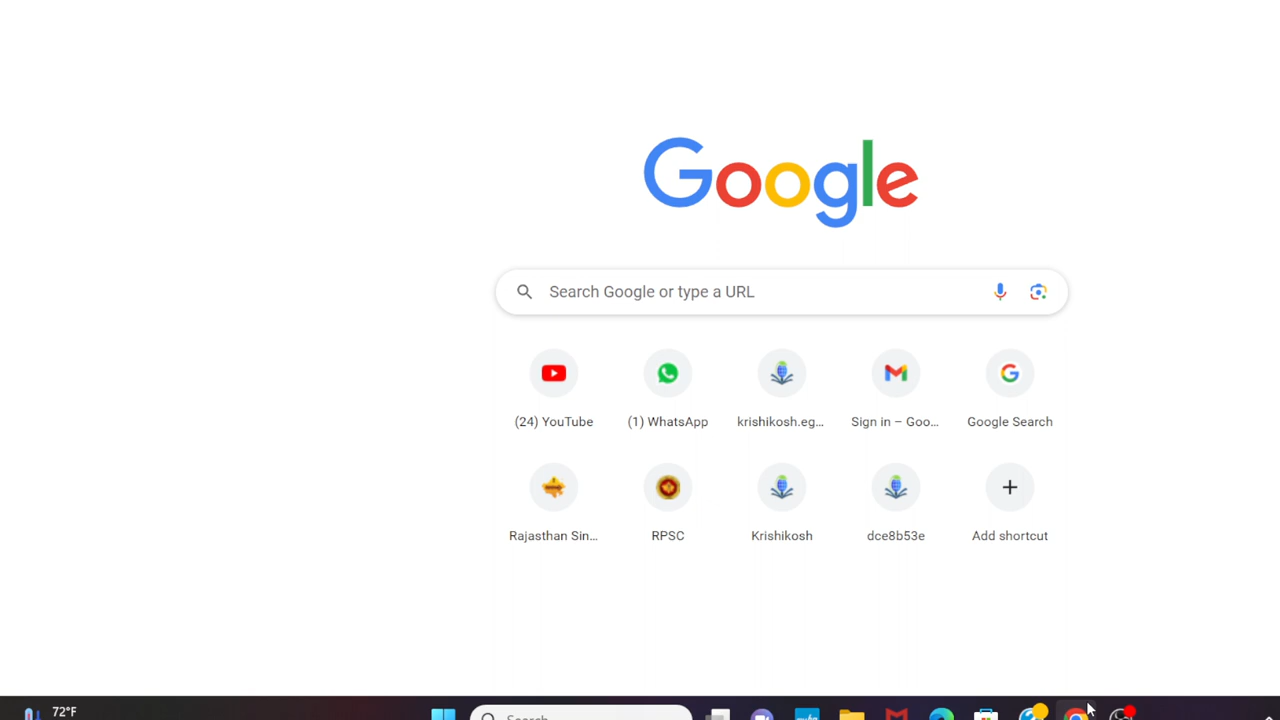 Google
Search Google or type a URL
(24) YouTube
(1) WhatsApp
krishikosh.eg...
Sign in – Goo...
Google Search
Rajasthan Sin...
RPSC
Krishikosh
dce8b53e
Add shortcut
72°F
Search